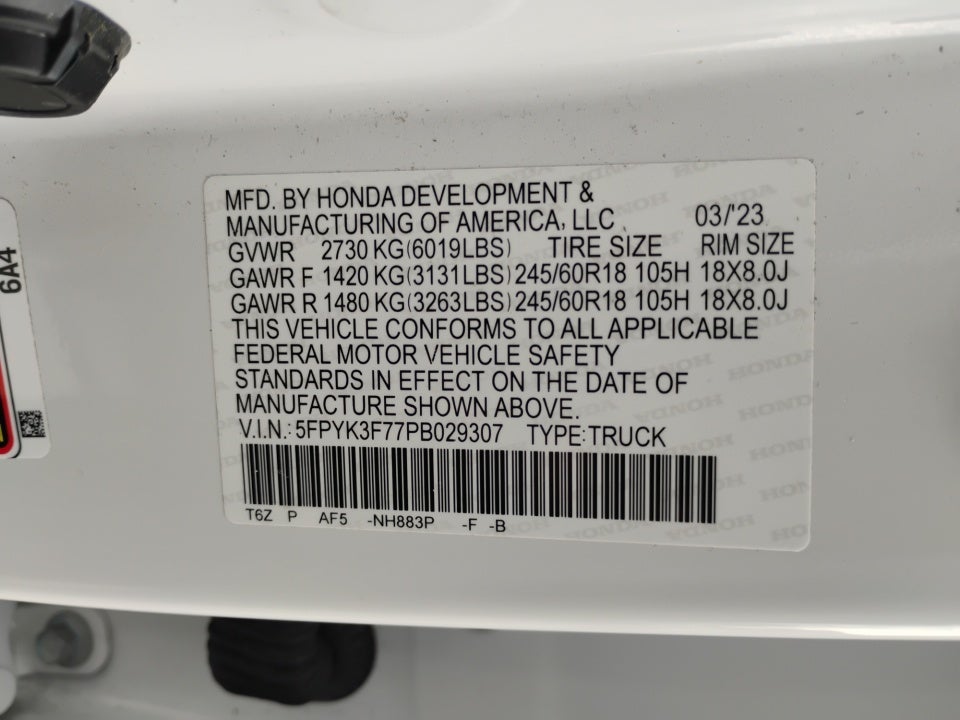 MFD. BY HONDA DEVELOPMENT &
MANUFACTURING OF AMERICA, LLC 03/'23
GVWR 2730 KG(6019LBS) TIRE SIZE RIM SIZE
GAWR F 1420 KG(3131LBS) 245/60R18 105H 18X8.0J
GAWR R 1480 KG(3263LBS) 245/60R18 105H 18X8.0J
THIS VEHICLE CONFORMS TO ALL APPLICABLE
FEDERAL MOTOR VEHICLE SAFETY
STANDARDS IN EFFECT ON THE DATE OF
MANUFACTURE SHOWN ABOVE.
V.I.N.: 5FPYK3F77PB029307 TYPE:TRUCK
T6Z P AF5 -NH883P -F -B
6A4